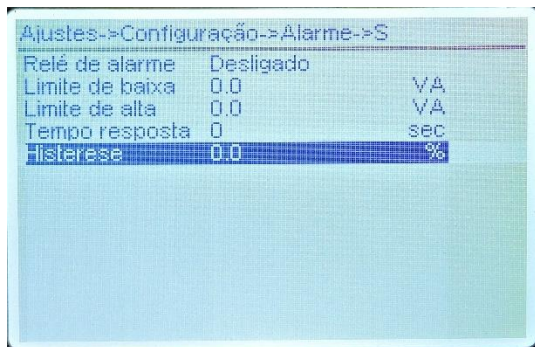 Ajustes->Configuração->Alarme->S
Relé de alarme Desligado
Limite de baixa 0.0 VA
Limite de alta 0.0 VA
Tempo resposta 0 sec
Histerese 0.0 %